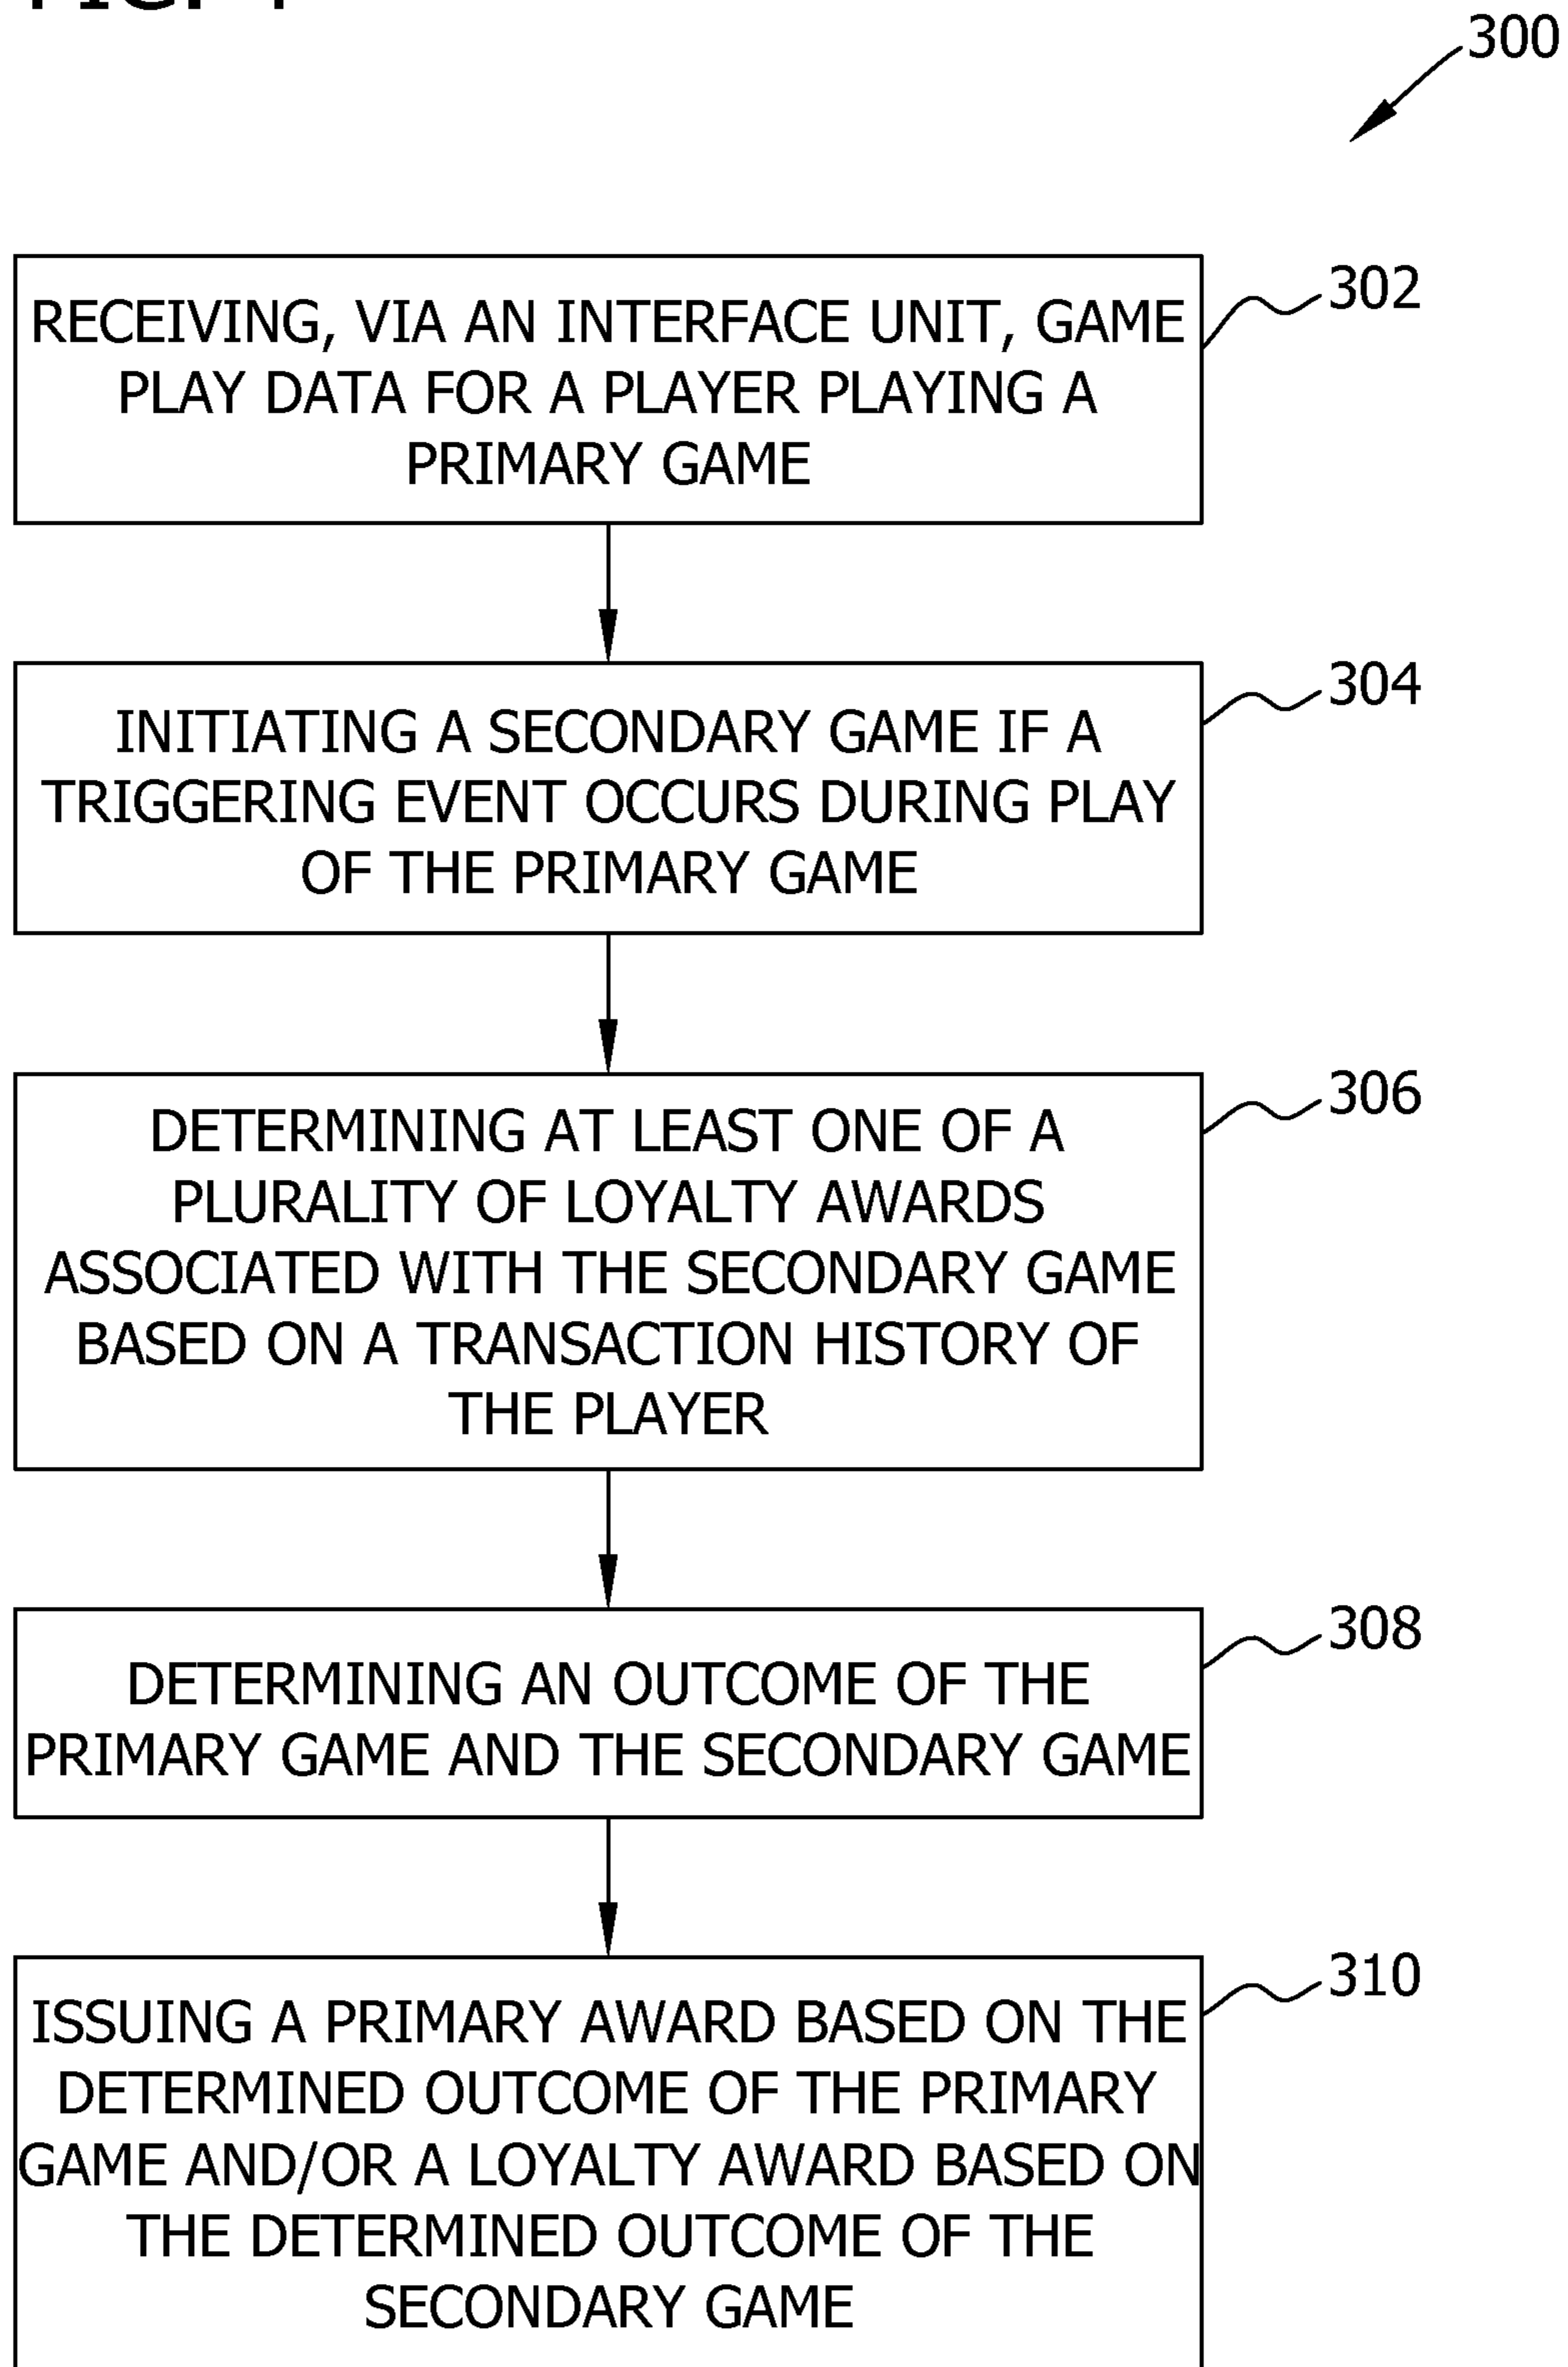 300
RECEIVING, VIA AN INTERFACE UNIT, GAME
PLAY DATA FOR A PLAYER PLAYING A
PRIMARY GAME
302
INITIATING A SECONDARY GAME IF A
TRIGGERING EVENT OCCURS DURING PLAY
OF THE PRIMARY GAME
304
DETERMINING AT LEAST ONE OF A
PLURALITY OF LOYALTY AWARDS
ASSOCIATED WITH THE SECONDARY GAME
BASED ON A TRANSACTION HISTORY OF
THE PLAYER
306
DETERMINING AN OUTCOME OF THE
PRIMARY GAME AND THE SECONDARY GAME
308
ISSUING A PRIMARY AWARD BASED ON THE
DETERMINED OUTCOME OF THE PRIMARY
GAME AND/OR A LOYALTY AWARD BASED ON
THE DETERMINED OUTCOME OF THE
SECONDARY GAME
310